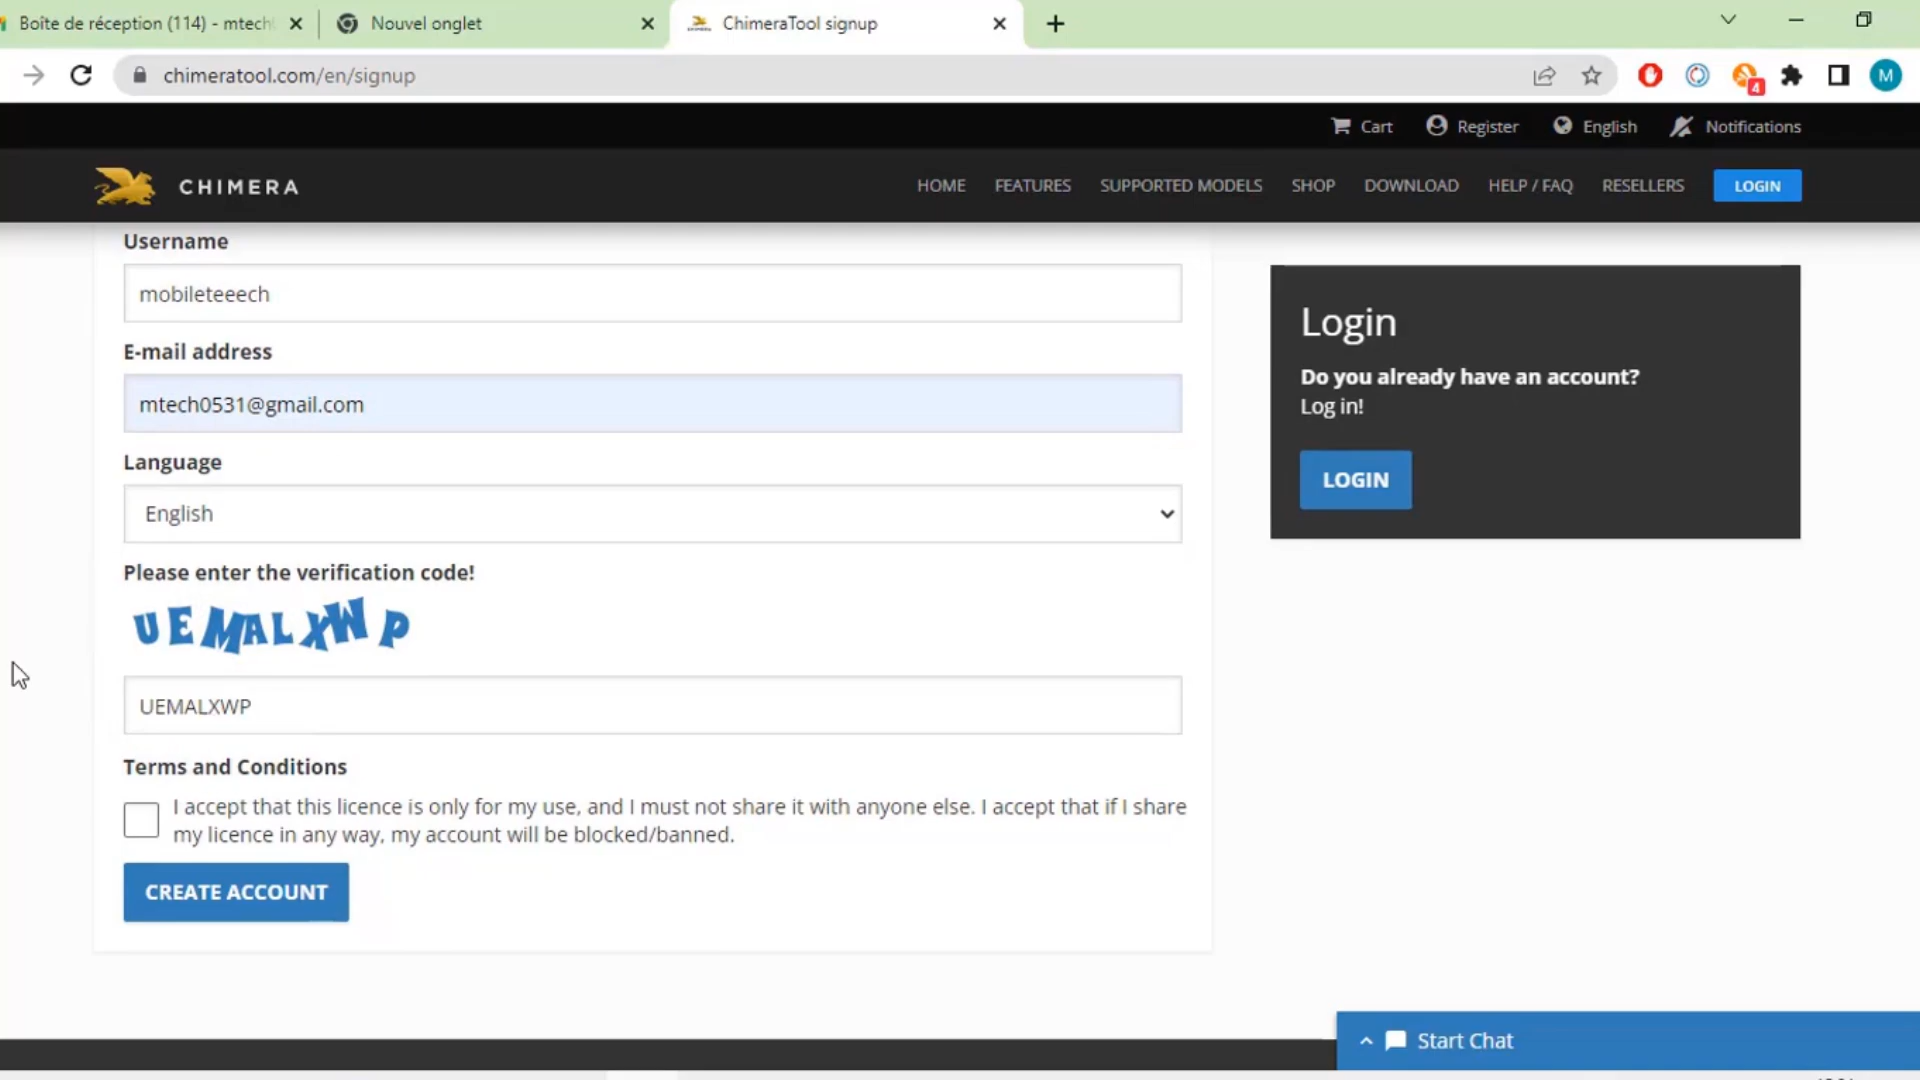 Boîte de réception (114) - mtech
Nouvel onglet
ChimeraTool signup
chimeratool.com/en/signup
4
M
Cart
Register
English
Notifications
CHIMERA
HOME
FEATURES
SUPPORTED MODELS
SHOP
DOWNLOAD
HELP / FAQ
RESELLERS
LOGIN
Username
mobileteeech
E-mail address
mtech0531@gmail.com
Language
English
Please enter the verification code!
UEMALXWP
UEMALXWP
Terms and Conditions
I accept that this licence is only for my use, and I must not share it with anyone else. I accept that if I share
my licence in any way, my account will be blocked/banned.
CREATE ACCOUNT
Login
Do you already have an account?
Log in!
LOGIN
Start Chat